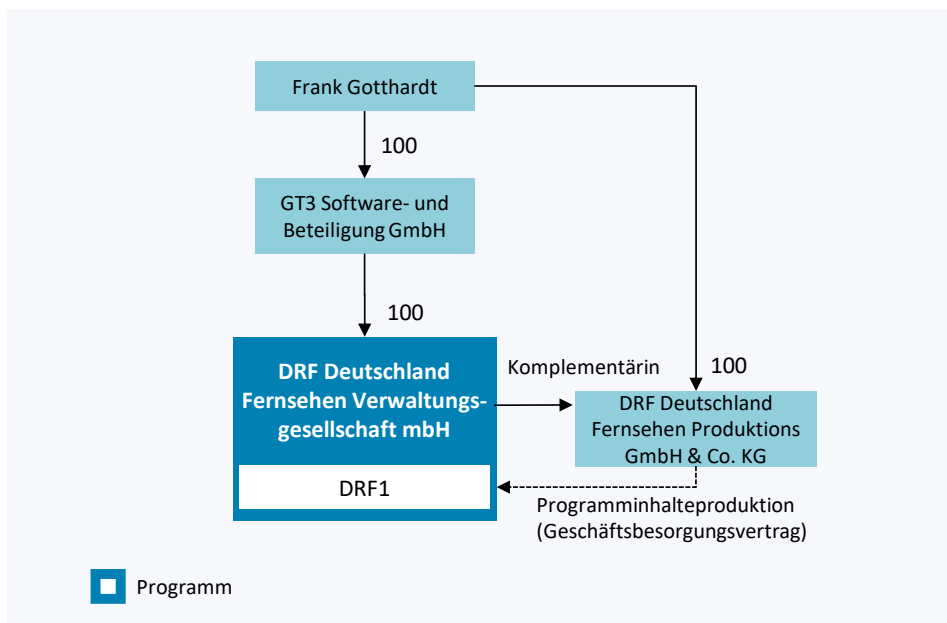 Frank Gotthardt
100
GT3 Software- und
Beteiligung GmbH
100
DRF Deutschland
Fernsehen Verwaltungs-
gesellschaft mbH
DRF1
Komplementärin
100
DRF Deutschland
Fernsehen Produktions
GmbH & Co. KG
Programminhalteproduktion
(Geschäftsbesorgungsvertrag)
Programm